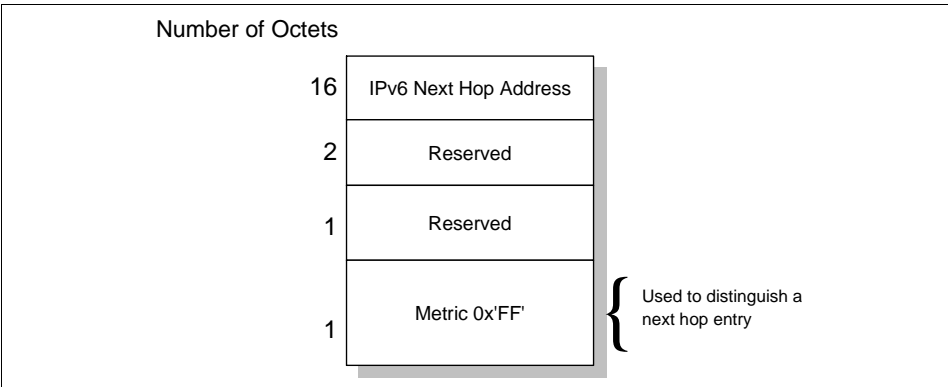 Number of Octets
16 IPv6 Next Hop Address
2 Reserved
1 Reserved
1 Metric 0x'FF'
Used to distinguish a
next hop entry